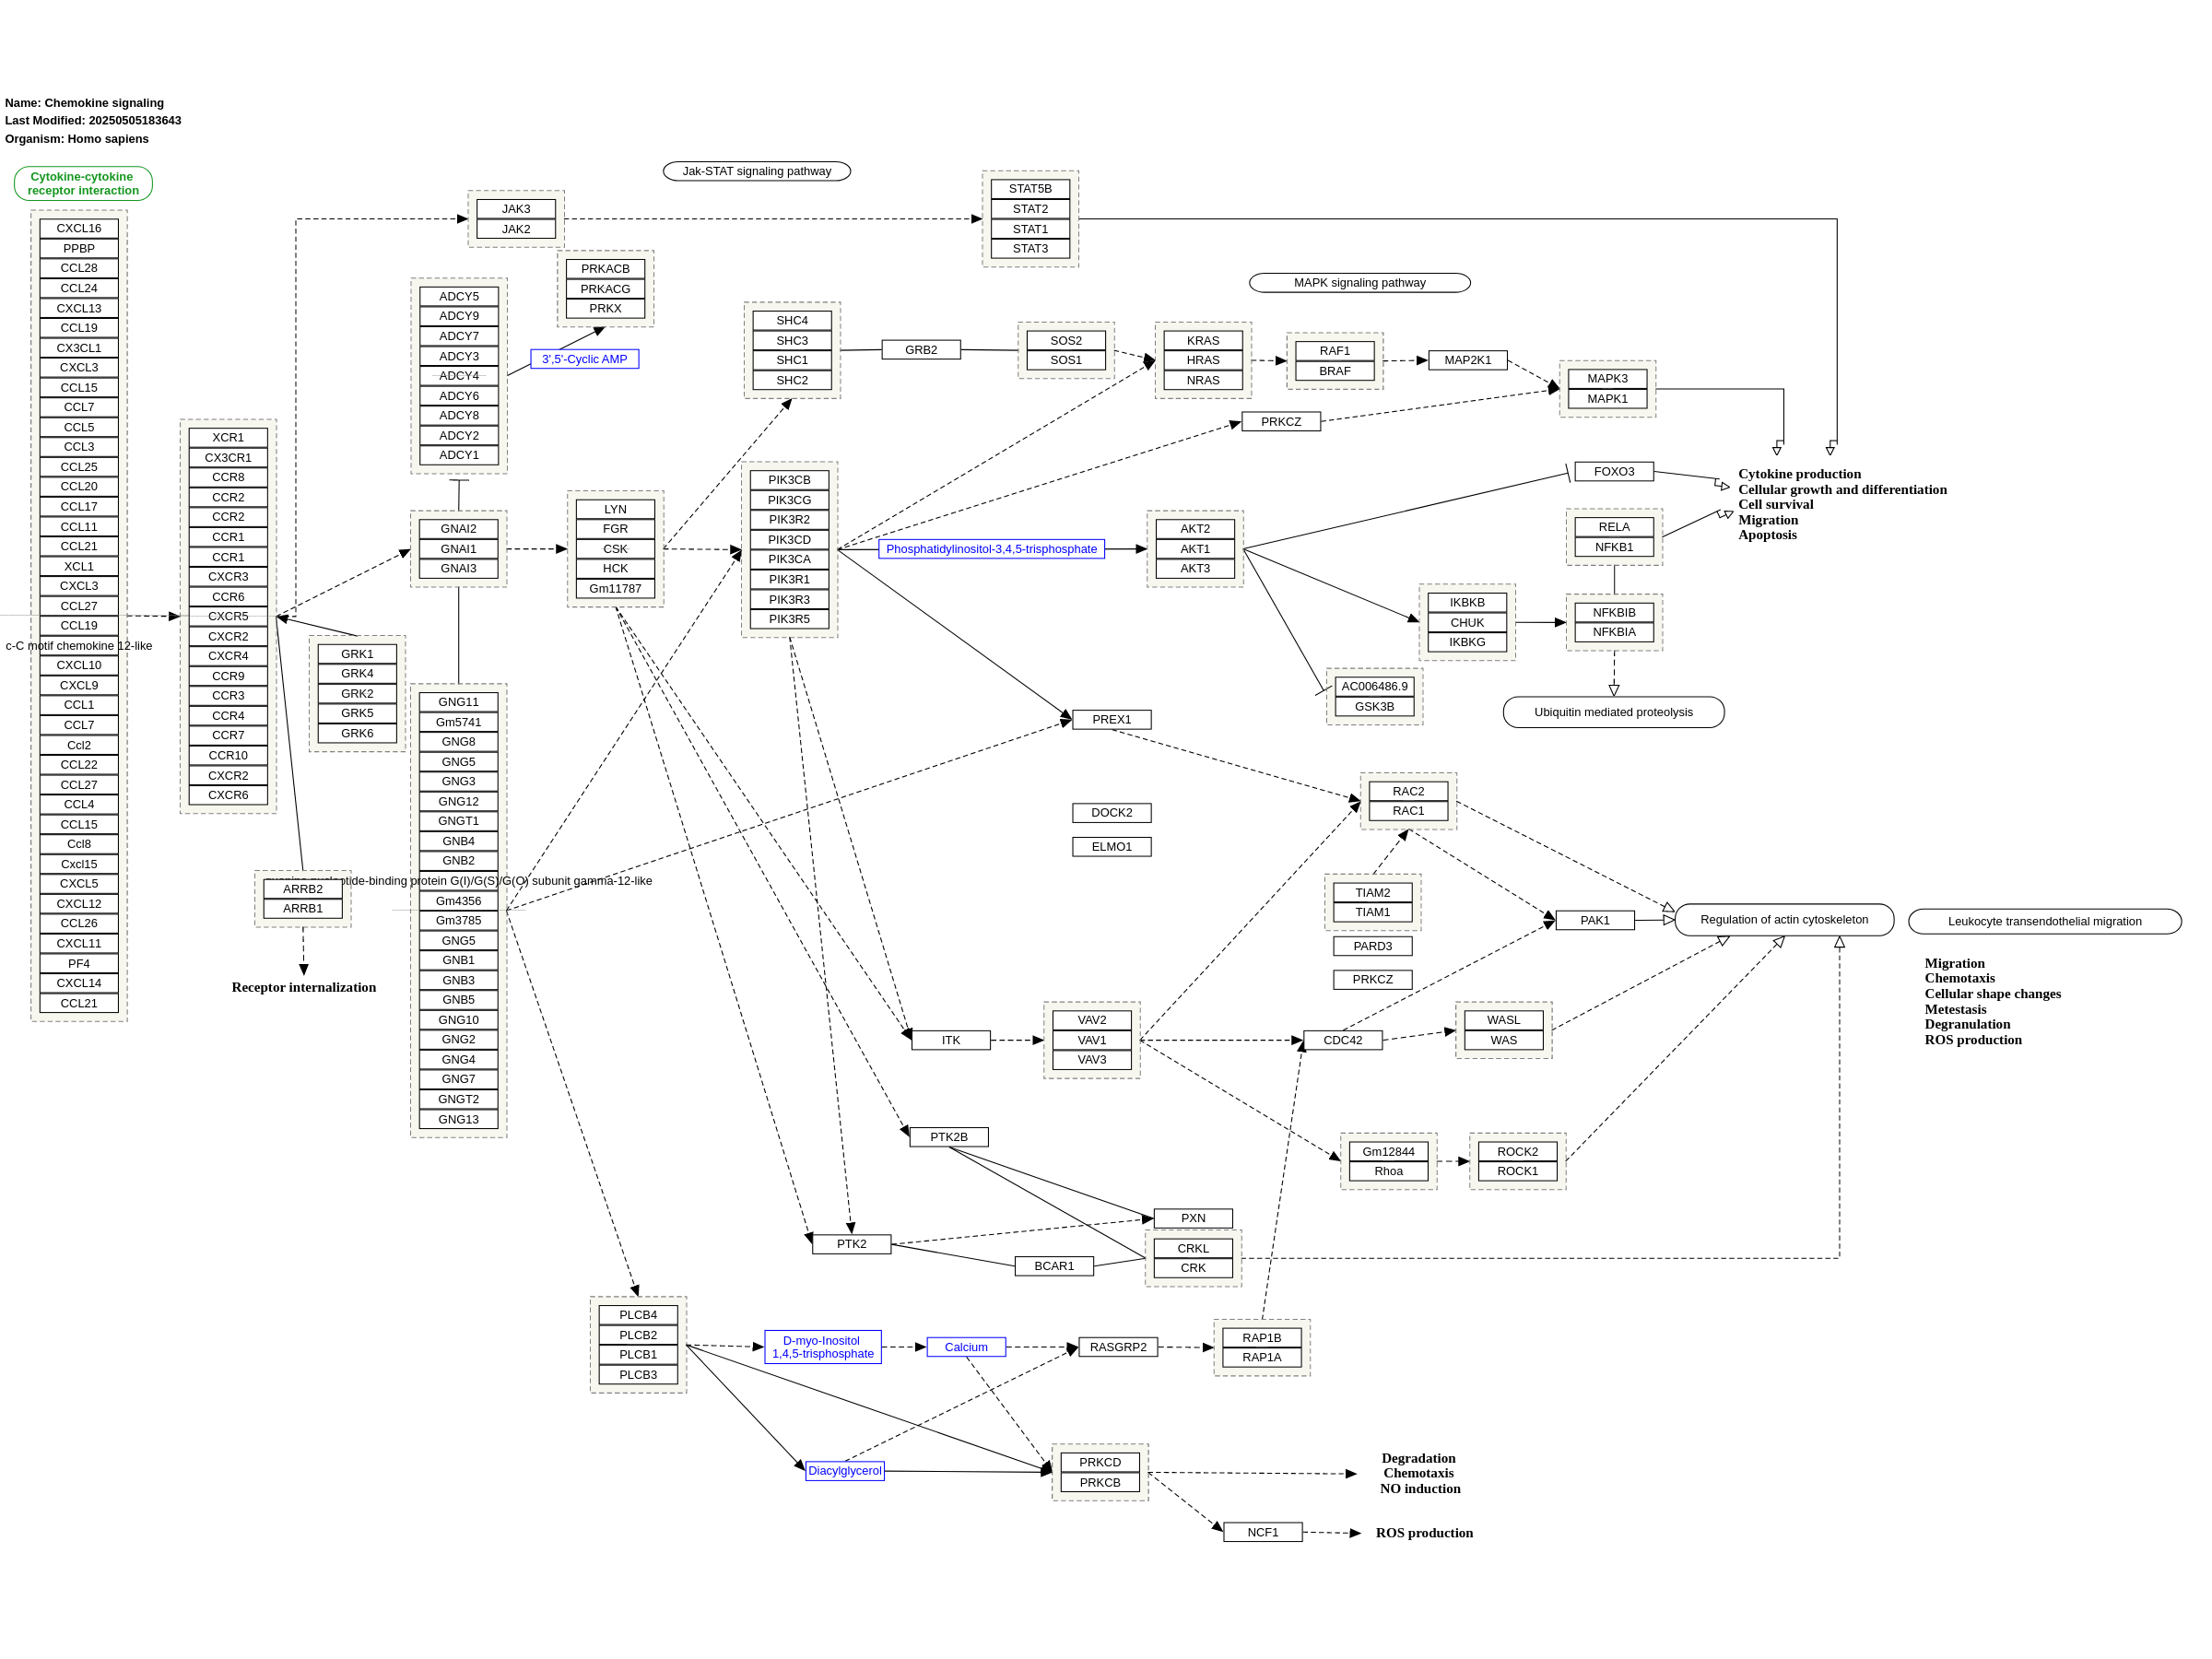 Name: Chemokine signaling
Last Modified: 20250505183643
Organism: Homo sapiens
Cytokine-cytokine
receptor interaction
CXCL16
PPBP
CCL28
CCL24
CXCL13
CCL19
CX3CL1
CXCL3
CCL15
CCL7
CCL5
CCL3
CCL25
CCL20
CCL17
CCL11
CCL21
XCL1
CXCL3
CCL27
CCL19
c-C motif chemokine 12-like
CXCL10
CXCL9
CCL1
CCL7
Ccl2
CCL22
CCL27
CCL4
CCL15
Ccl8
Cxcl15
CXCL5
CXCL12
CCL26
CXCL11
PF4
CXCL14
CCL21
XCR1
CX3CR1
CCR8
CCR2
CCR2
CCR1
CCR1
CXCR3
CCR6
CXCR5
CXCR2
CXCR4
CCR9
CCR3
CCR4
CCR7
CCR10
CXCR2
CXCR6
GRK1
GRK4
GRK2
GRK5
GRK6
ARRB2
ARRB1
Receptor internalization
JAK3
JAK2
Jak-STAT signaling pathway
STAT5B
STAT2
STAT1
STAT3
PRKACB
PRKACG
PRKX
ADCY5
ADCY9
ADCY7
ADCY3
ADCY4
ADCY6
ADCY8
ADCY2
ADCY1
3',5'-Cyclic AMP
GNAI2
GNAI1
GNAI3
GNG11
Gm5741
GNG8
GNG5
GNG3
GNG12
GNGT1
GNB4
GNB2
nucleotide-binding protein G(I)/G(S)/G(O) subunit gamma-12-like
Gm4356
Gm3785
GNG5
GNB1
GNB3
GNB5
GNG10
GNG2
GNG4
GNG7
GNGT2
GNG13
LYN
FGR
CSK
HCK
Gm11787
SHC4
SHC3
SHC1
SHC2
GRB2
SOS2
SOS1
MAPK signaling pathway
KRAS
HRAS
NRAS
RAF1
BRAF
MAP2K1
MAPK3
MAPK1
PRKCZ
PIK3CB
PIK3CG
PIK3R2
PIK3CD
PIK3CA
PIK3R1
PIK3R3
PIK3R5
Phosphatidylinositol-3,4,5-trisphosphate
AKT2
AKT1
AKT3
FOXO3
RELA
NFKB1
Cytokine production
Cellular growth and differentiation
Cell survival
Migration
Apoptosis
IKBKB
CHUK
IKBKG
NFKBIB
NFKBIA
AC006486.9
GSK3B
Ubiquitin mediated proteolysis
PREX1
DOCK2
ELMO1
RAC2
RAC1
TIAM2
TIAM1
PARD3
PRKCZ
PAK1
Regulation of actin cytoskeleton
Leukocyte transendothelial migration
Migration
Chemotaxis
Cellular shape changes
Metastasis
Degranulation
ROS production
ITK
VAV2
VAV1
VAV3
CDC42
WASL
WAS
PTK2B
Gm12844
Rhoa
ROCK2
ROCK1
PTK2
PXN
BCAR1
CRKL
CRK
PLCB4
PLCB2
PLCB1
PLCB3
D-myo-Inositol
1,4,5-trisphosphate
Calcium
RASGRP2
RAP1B
RAP1A
Diacylglycerol
PRKCD
PRKCB
Degradation
Chemotaxis
NO induction
NCF1
ROS production